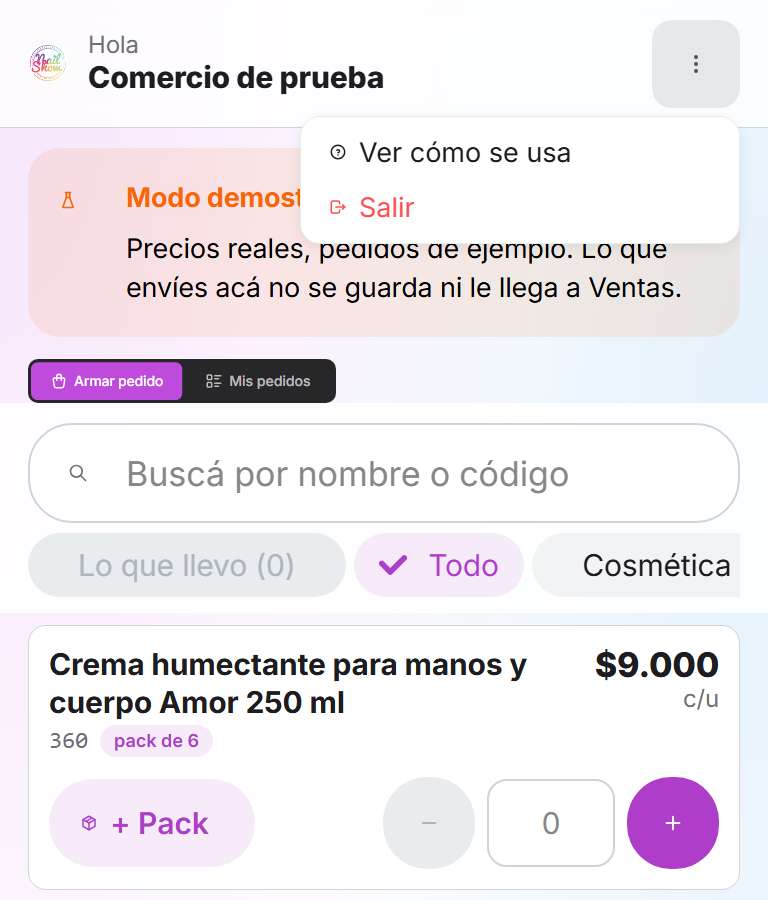 Nail Show
Hola
Comercio de prueba
Ver cómo se usa
Salir
Modo demost
Precios reales, pedidos de ejemplo. Lo que
envíes acá no se guarda ni le llega a Ventas.
Armar pedido
Mis pedidos
Buscá por nombre o código
Lo que llevo (0)
Todo
Cosmética
Crema humectante para manos y
cuerpo Amor 250 ml
$9.000
c/u
360
pack de 6
+ Pack
0